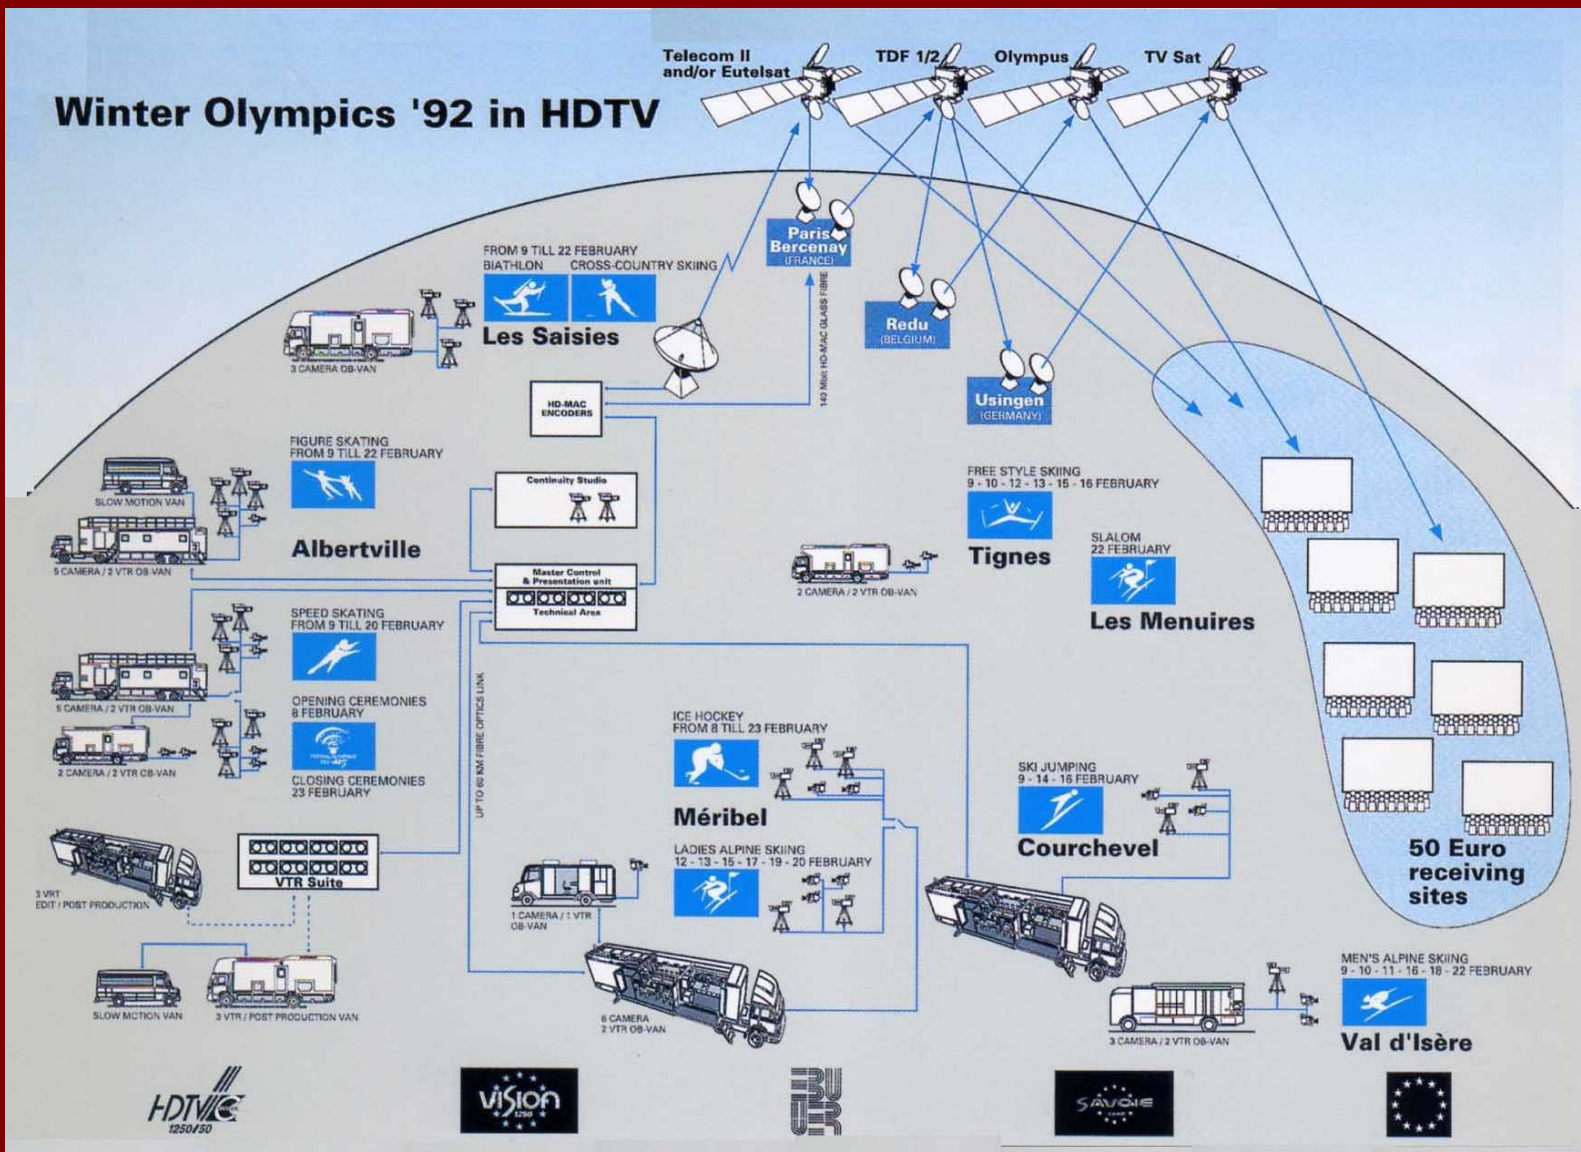 Winter Olympics '92 in HDTV
Telecom II
and/or Eutelsat
TDF 1/2
Olympus
TV Sat
Paris
Bercenay
(FRANCE)
Redu
(BELGIUM)
Usingen
(GERMANY)
140 Mbit HD-MAC GLASS FIBRE
FROM 9 TILL 22 FEBRUARY
BIATHLON
CROSS-COUNTRY SKIING
Les Saisies
3 CAMERA OB-VAN
HD-MAC
ENCODERS
FIGURE SKATING
FROM 9 TILL 22 FEBRUARY
SLOW MOTION VAN
Albertville
5 CAMERA / 2 VTR OB-VAN
Continuity Studio
Master Control
& Presentation unit
Technical Area
FREE STYLE SKIING
9 - 10 - 12 - 13 - 15 - 16 FEBRUARY
Tignes
2 CAMERA / 2 VTR OB-VAN
SLALOM
22 FEBRUARY
Les Menuires
SPEED SKATING
FROM 9 TILL 20 FEBRUARY
5 CAMERA / 2 VTR OB-VAN
OPENING CEREMONIES
8 FEBRUARY
2 CAMERA / 2 VTR OB-VAN
CLOSING CEREMONIES
23 FEBRUARY
UP TO 60 KM FIBRE OPTICS LINK
ICE HOCKEY
FROM 8 TILL 23 FEBRUARY
Méribel
LADIES ALPINE SKIING
12 - 13 - 15 - 17 - 19 - 20 FEBRUARY
SKI JUMPING
9 - 14 - 16 FEBRUARY
Courchevel
50 Euro
receiving
sites
VTR Suite
3 VRT
EDIT / POST PRODUCTION
1 CAMERA / 1 VTR
OB-VAN
SLOW MOTION VAN
3 VTR / POST PRODUCTION VAN
6 CAMERA
2 VTR OB-VAN
MEN'S ALPINE SKIING
9 - 10 - 11 - 16 - 18 - 22 FEBRUARY
3 CAMERA / 2 VTR OB-VAN
Val d'Isère
HDTV
1250/50
VISION
1250
EBU
UER
SAVOIE